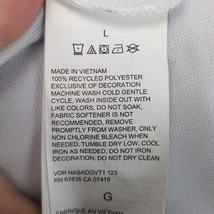 L
MADE IN VIETNAM
100% RECYCLED POLYESTER
EXCLUSIVE OF DECORATION
MACHINE WASH COLD GENTLE
CYCLE, WASH INSIDE OUT WITH
LIKE COLORS, DO NOT SOAK,
FABRIC SOFTENER IS NOT
RECOMMENDED, REMOVE
PROMPTLY FROM WASHER, ONLY
NON CHLORINE BLEACH WHEN
NEEDED, TUMBLE DRY LOW, COOL
IRON AS NEEDED, DO NOT IRON
DECORATION, DO NOT DRY CLEAN
VDR NASADGVT1 123
RN 67835 CA 07415
G
FABRIQUÉ AU VIETNAM